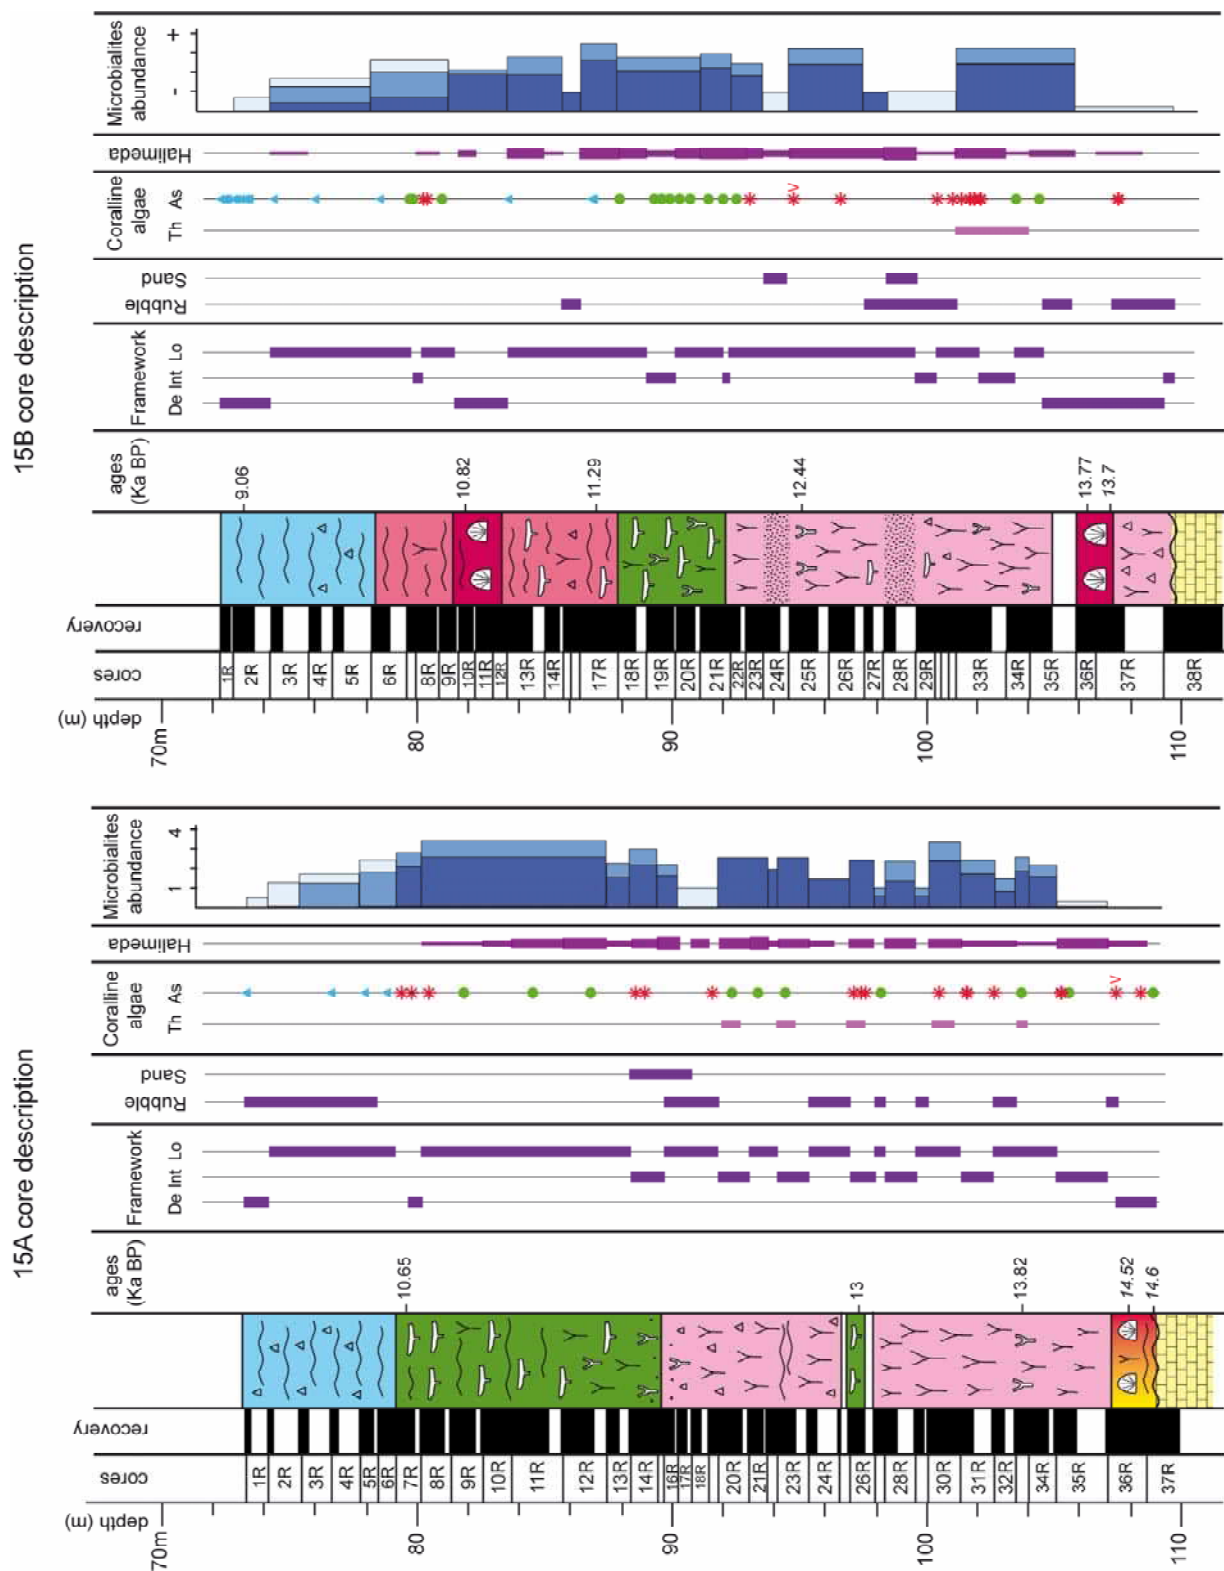 15A core description
depth (m)
cores
recovery
ages
(Ka BP)
Framework
De Int Lo
Rubble
Sand
Coralline
algae
Th As
Halimeda
Microbialites
abundance
1 4
70m
80
90
100
110
1R
2R
3R
4R
5R
6R
7R
8R
9R
10R
11R
12R
13R
14R
16R
17R
18R
20R
21R
23R
24R
26R
28R
30R
31R
32R
34R
35R
36R
37R
10.65
13
13.82
14.52
14.6
V
15B core description
depth (m)
cores
recovery
ages
(Ka BP)
Framework
De Int Lo
Rubble
Sand
Coralline
algae
Th As
Halimeda
Microbialites
abundance
- +
70m
80
90
100
110
1R
2R
3R
4R
5R
6R
8R
9R
10R
11R
12R
13R
14R
17R
18R
19R
20R
21R
22R
23R
24R
25R
26R
27R
28R
29R
33R
34R
35R
36R
37R
38R
9.06
10.82
11.29
12.44
13.77
13.7
V